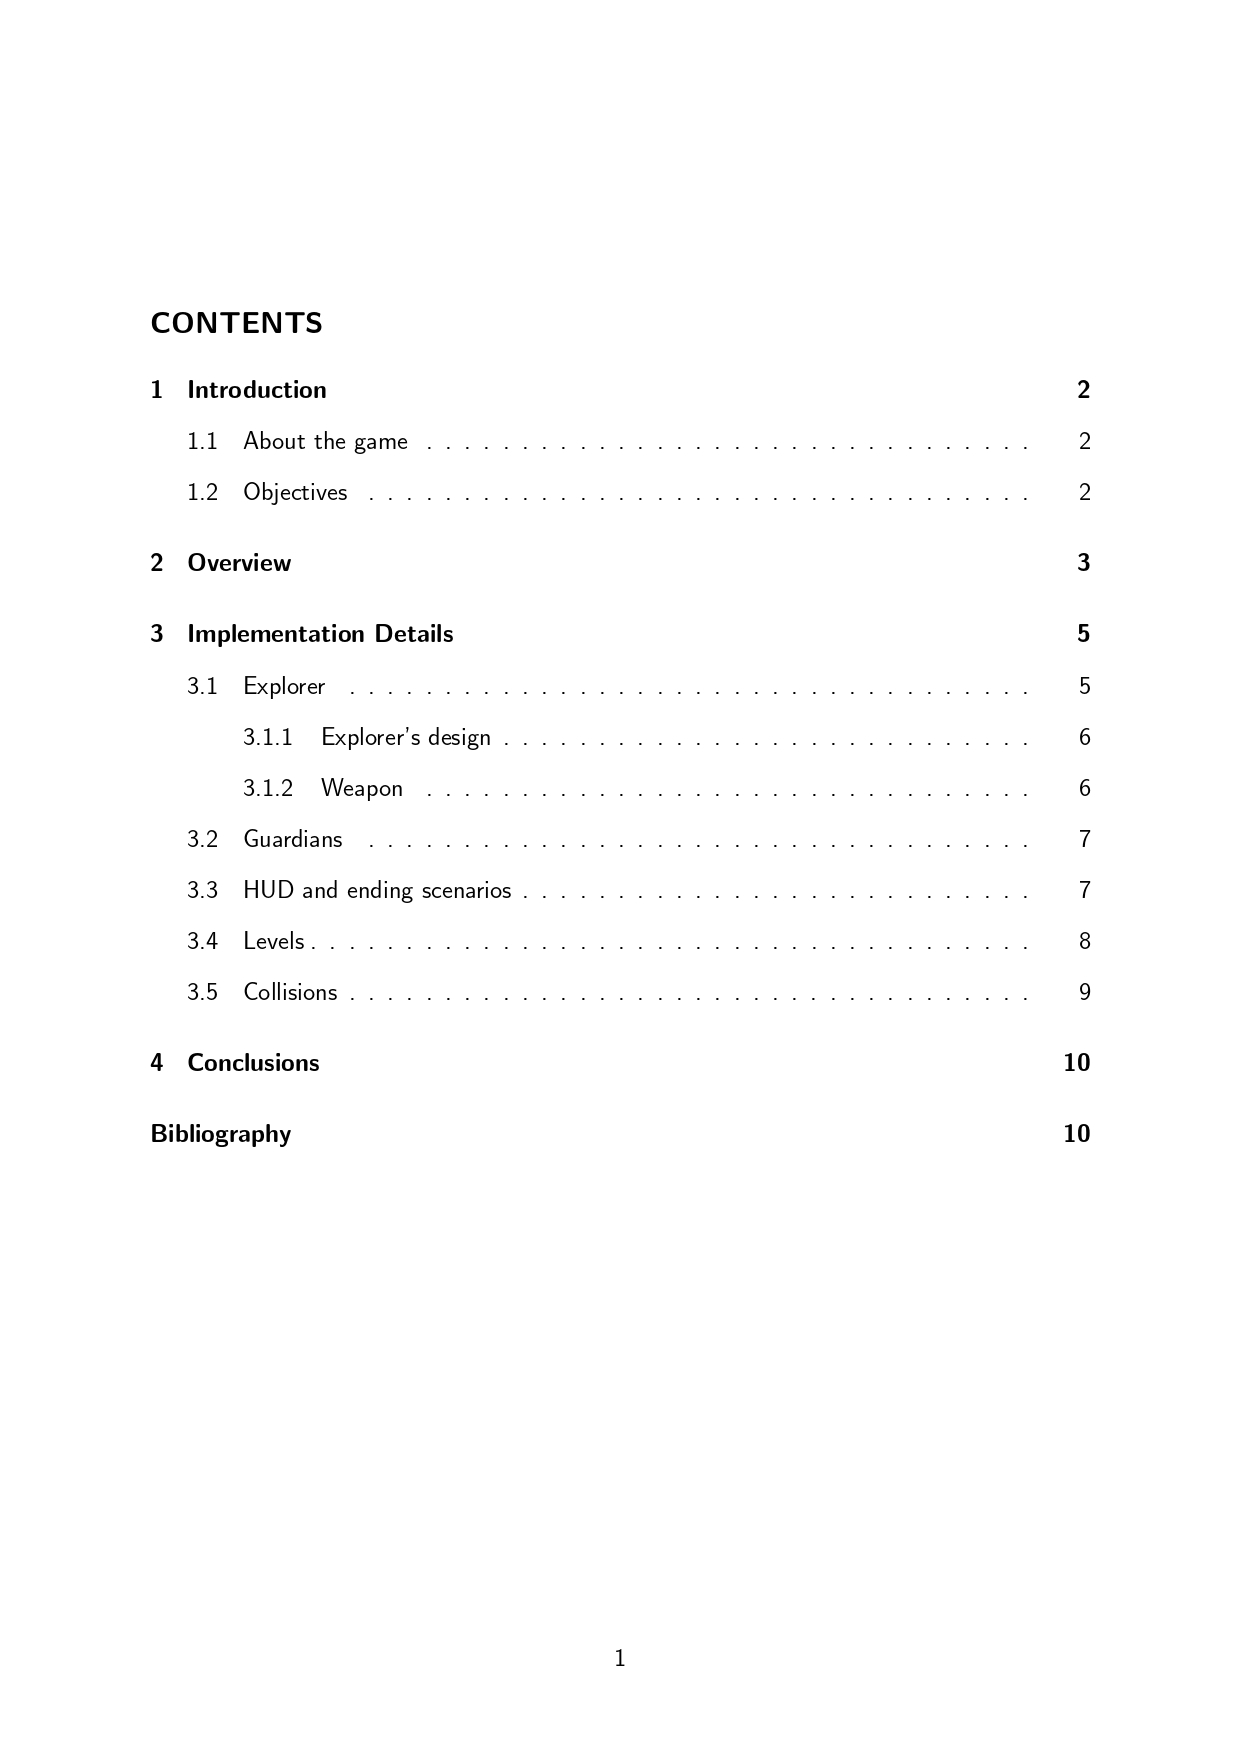 CONTENTS
1 Introduction 2
1.1 About the game . . . . . . . . . . . . . . . . . . . . . . . . . . . . . . . . 2
1.2 Objectives . . . . . . . . . . . . . . . . . . . . . . . . . . . . . . . . . . . 2
2 Overview 3
3 Implementation Details 5
3.1 Explorer . . . . . . . . . . . . . . . . . . . . . . . . . . . . . . . . . . . . 5
3.1.1 Explorer's design . . . . . . . . . . . . . . . . . . . . . . . . . . . . 6
3.1.2 Weapon . . . . . . . . . . . . . . . . . . . . . . . . . . . . . . . . 6
3.2 Guardians . . . . . . . . . . . . . . . . . . . . . . . . . . . . . . . . . . . 7
3.3 HUD and ending scenarios . . . . . . . . . . . . . . . . . . . . . . . . . . . 7
3.4 Levels . . . . . . . . . . . . . . . . . . . . . . . . . . . . . . . . . . . . . . 8
3.5 Collisions . . . . . . . . . . . . . . . . . . . . . . . . . . . . . . . . . . . . 9
4 Conclusions 10
Bibliography 10
1